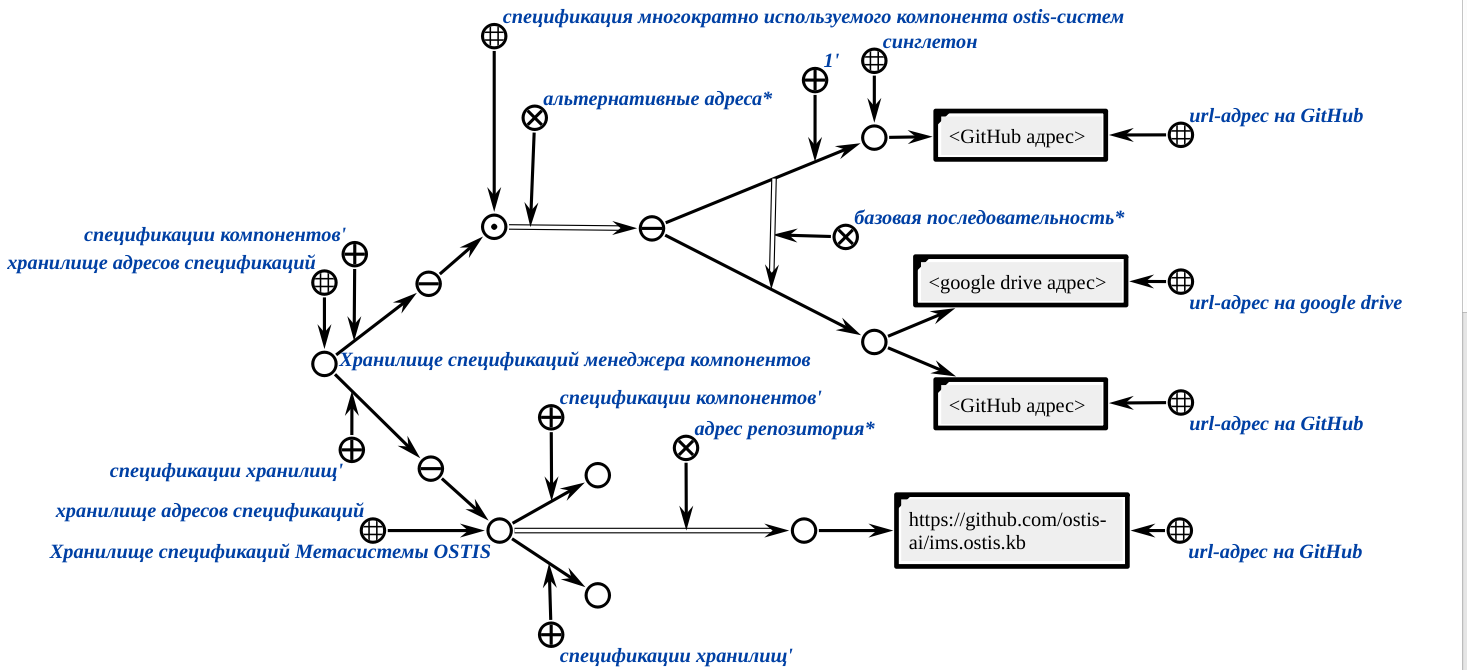 спецификация многократно используемого компонента ostis-систем
синглетон
1'
альтернативные адреса*
url-адрес на GitHub
<GitHub адрес>
базовая последовательность*
спецификации компонентов'
хранилище адресов спецификаций
<google drive адрес>
url-адрес на google drive
Хранилище спецификаций менеджера компонентов
спецификации компонентов'
<GitHub адрес>
url-адрес на GitHub
адрес репозитория*
спецификации хранилищ'
хранилище адресов спецификаций
https://github.com/ostis-
ai/ims.ostis.kb
Хранилище спецификаций Метасистемы OSTIS
url-адрес на GitHub
спецификации хранилищ'